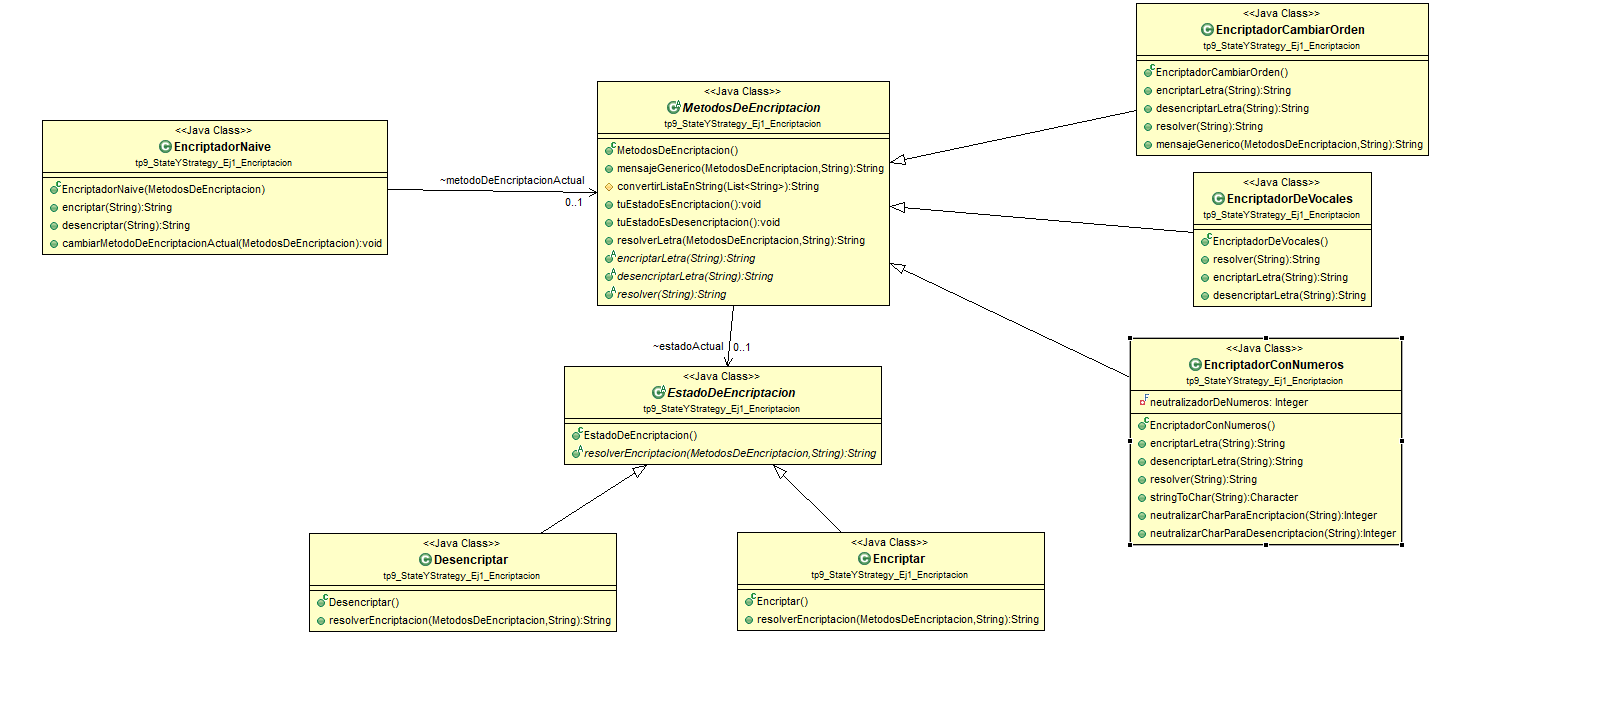 <<Java Class>>
EncriptadorNaive
tp9_StateYStrategy_Ej1_Encriptacion
EncriptadorNaive(MetodosDeEncriptacion)
encriptar(String):String
desencriptar(String):String
cambiarMetodoDeEncriptacionActual(MetodosDeEncriptacion):void
~metodoDeEncriptacionActual
0..1
<<Java Class>>
MetodosDeEncriptacion
tp9_StateYStrategy_Ej1_Encriptacion
MetodosDeEncriptacion()
mensajeGenerico(MetodosDeEncriptacion,String):String
convertirListaEnString(List<String>):String
tuEstadoEsEncriptacion():void
tuEstadoEsDesencriptacion():void
resolverLetra(MetodosDeEncriptacion,String):String
encriptarLetra(String):String
desencriptarLetra(String):String
resolver(String):String
~estadoActual
0..1
<<Java Class>>
EstadoDeEncriptacion
tp9_StateYStrategy_Ej1_Encriptacion
EstadoDeEncriptacion()
resolverEncriptacion(MetodosDeEncriptacion,String):String
<<Java Class>>
Desencriptar
tp9_StateYStrategy_Ej1_Encriptacion
Desencriptar()
resolverEncriptacion(MetodosDeEncriptacion,String):String
<<Java Class>>
Encriptar
tp9_StateYStrategy_Ej1_Encriptacion
Encriptar()
resolverEncriptacion(MetodosDeEncriptacion,String):String
<<Java Class>>
EncriptadorCambiarOrden
tp9_StateYStrategy_Ej1_Encriptacion
EncriptadorCambiarOrden()
encriptarLetra(String):String
desencriptarLetra(String):String
resolver(String):String
mensajeGenerico(MetodosDeEncriptacion,String):String
<<Java Class>>
EncriptadorDeVocales
tp9_StateYStrategy_Ej1_Encriptacion
EncriptadorDeVocales()
resolver(String):String
encriptarLetra(String):String
desencriptarLetra(String):String
<<Java Class>>
EncriptadorConNumeros
tp9_StateYStrategy_Ej1_Encriptacion
neutralizadorDeNumeros: Integer
EncriptadorConNumeros()
encriptarLetra(String):String
desencriptarLetra(String):String
resolver(String):String
stringToChar(String):Character
neutralizarCharParaEncriptacion(String):Integer
neutralizarCharParaDesencriptacion(String):Integer